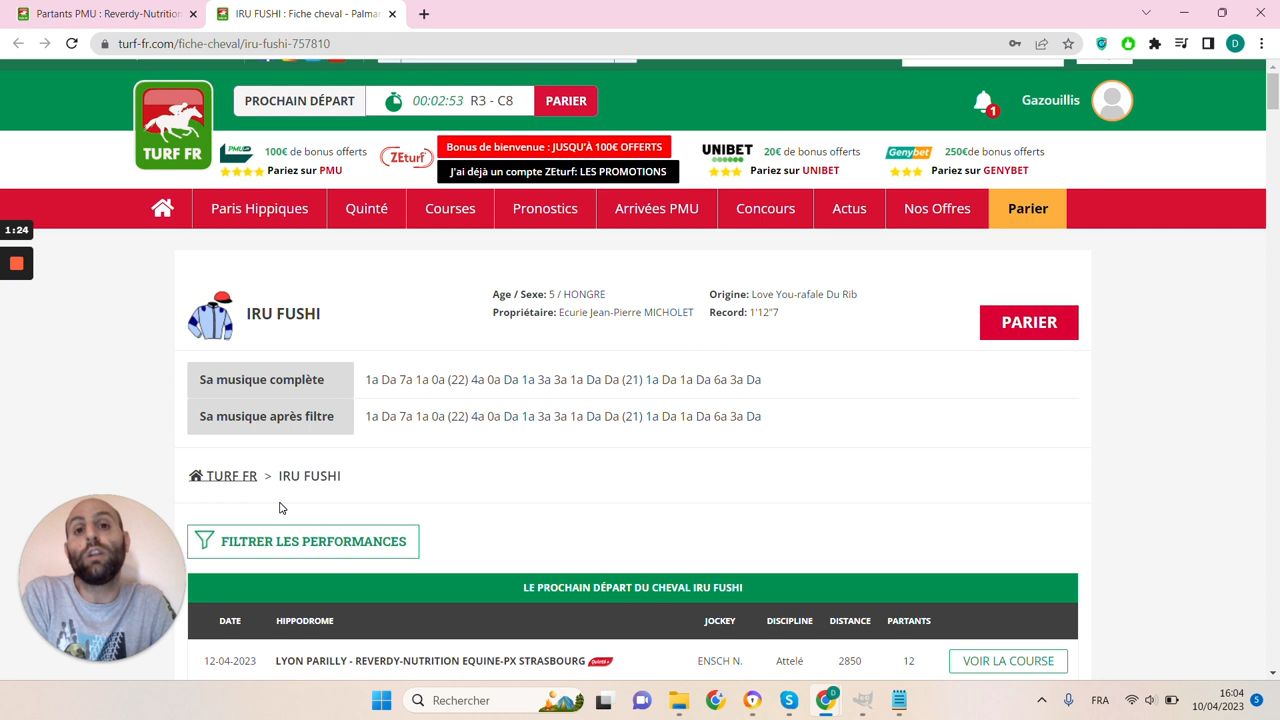 Partants PMU : Reverdy-Nutrition
IRU FUSHI : Fiche cheval - Palma
turf-fr.com/fiche-cheval/iru-fushi-757810
D
TURF FR
PROCHAIN DÉPART
00:02:53 R3 - C8
PARIER
1
Gazouillis
PMU
100€ de bonus offerts
Pariez sur PMU
ZEturf
Bonus de bienvenue : JUSQU'À 100€ OFFERTS
J'ai déjà un compte ZEturf: LES PROMOTIONS
UNIBET
20€ de bonus offerts
Pariez sur UNIBET
Genybet
250€de bonus offerts
Pariez sur GENYBET
Paris Hippiques
Quinté
Courses
Pronostics
Arrivées PMU
Concours
Actus
Nos Offres
Parier
1:24
IRU FUSHI
Age / Sexe: 5 / HONGRE
Propriétaire: Ecurie Jean-Pierre MICHOLET
Origine: Love You-rafale Du Rib
Record: 1'12"7
PARIER
Sa musique complète
1a Da 7a 1a 0a (22) 4a 0a Da 1a 3a 3a 1a Da Da (21) 1a Da 1a Da 6a 3a Da
Sa musique après filtre
1a Da 7a 1a 0a (22) 4a 0a Da 1a 3a 3a 1a Da Da (21) 1a Da 1a Da 6a 3a Da
TURF FR > IRU FUSHI
FILTRER LES PERFORMANCES
LE PROCHAIN DÉPART DU CHEVAL IRU FUSHI
DATE HIPPODROME JOCKEY DISCIPLINE DISTANCE PARTANTS
12-04-2023 LYON PARILLY - REVERDY-NUTRITION EQUINE-PX STRASBOURG Quinté+ ENSCH N. Attelé 2850 12 VOIR LA COURSE
Rechercher
D
FRA
16:04
10/04/2023
5